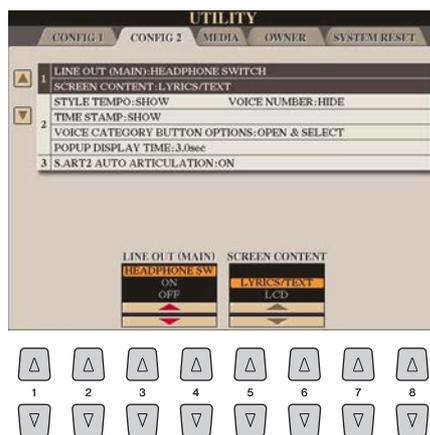 UTILITY
CONFIG 1 CONFIG 2 MEDIA OWNER SYSTEM RESET
1 LINE OUT (MAIN):HEADPHONE SWITCH
SCREEN CONTENT:LYRICS/TEXT
STYLE TEMPO:SHOW VOICE NUMBER:HIDE
2 TIME STAMP:SHOW
VOICE CATEGORY BUTTON OPTIONS:OPEN & SELECT
POPUP DISPLAY TIME:3.0sec
3 S.ART2 AUTO ARTICULATION:ON
LINE OUT (MAIN) SCREEN CONTENT
HEADPHONE SW
ON LYRICS/TEXT
OFF LCD
1 2 3 4 5 6 7 8